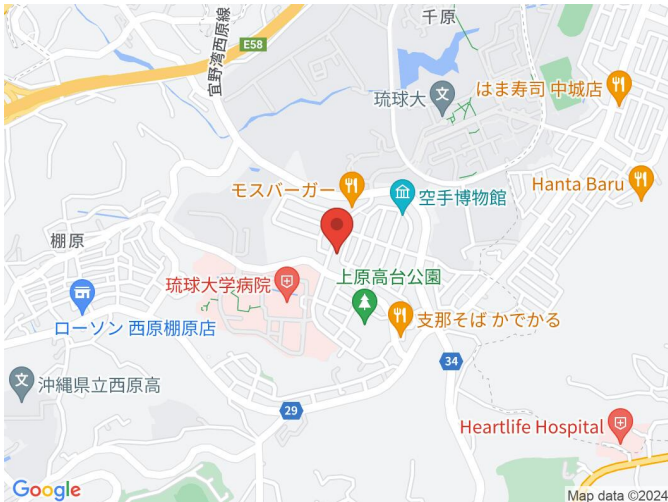 千原
宜野湾西原線
E58
琉球大
はま寿司 中城店
モスバーガー
空手博物館
Hanta Baru
棚原
琉球大学病院
上原高台公園
ローソン 西原棚原店
支那そば かでかる
34
沖縄県立西原高
29
Heartlife Hospital
Google
Map data ©2024